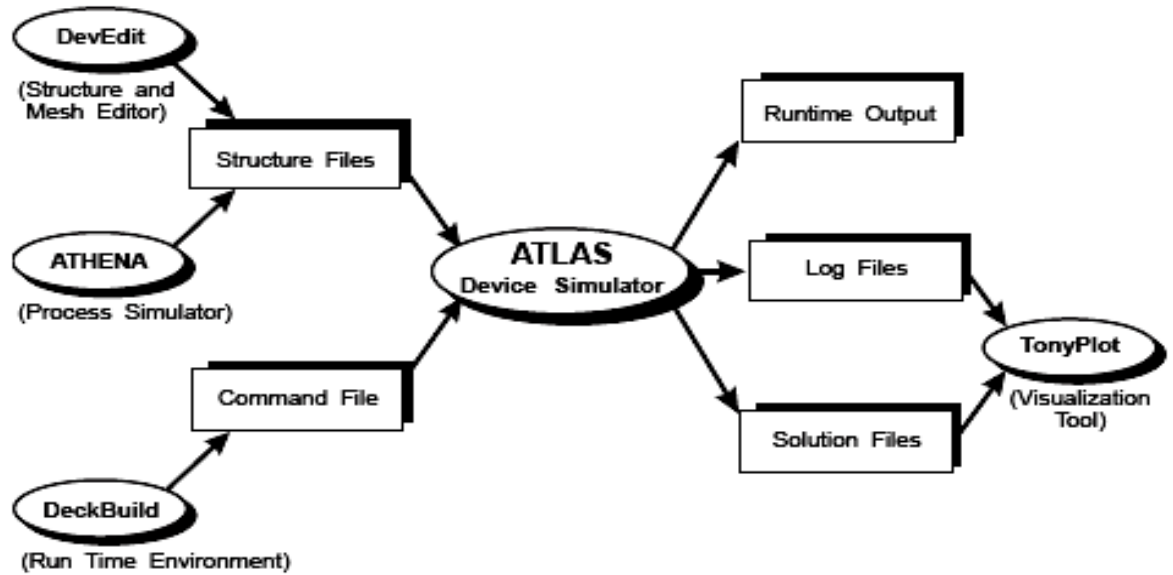 DevEdit
(Structure and
Mesh Editor)
Structure Files
ATHENA
(Process Simulator)
Command File
DeckBuild
(Run Time Environment)
ATLAS
Device Simulator
Runtime Output
Log Files
Solution Files
TonyPlot
(Visualization
Tool)